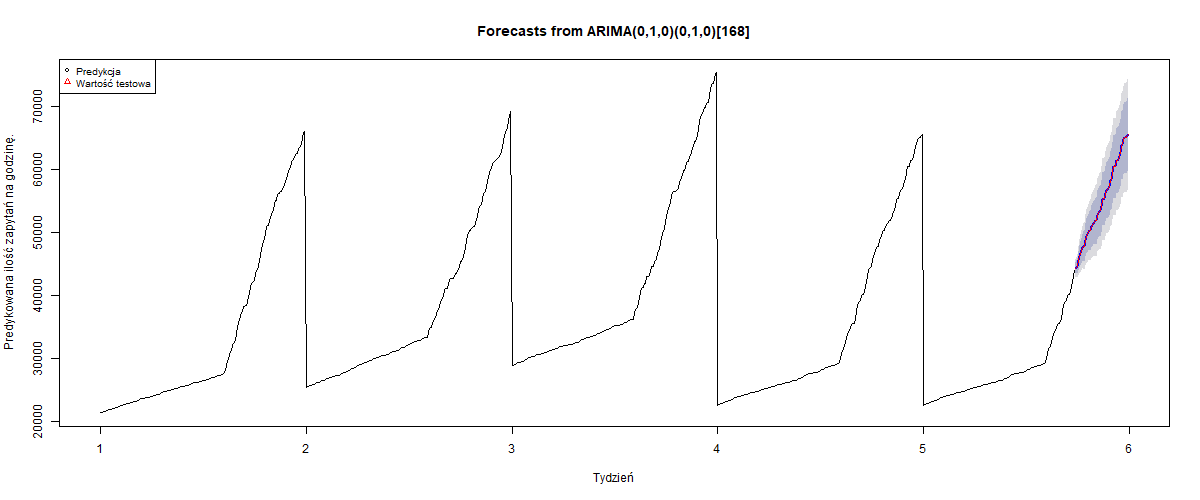 Forecasts from ARIMA(0,1,0)(0,1,0)[168]
Predykcja
Wartość testowa
70000
60000
50000
40000
30000
20000
Predykowana ilość zapytań na godzinę.
1 2 3 4 5 6
Tydzień